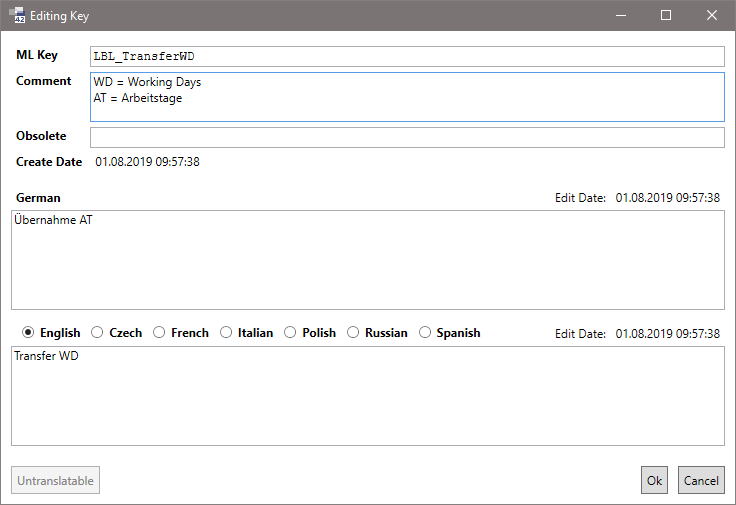 42 Editing Key
ML Key LBL_TransferWD
Comment WD = Working Days
AT = Arbeitstage
Obsolete
Create Date 01.08.2019 09:57:38
German Edit Date: 01.08.2019 09:57:38
Übernahme AT
English Czech French Italian Polish Russian Spanish Edit Date: 01.08.2019 09:57:38
Transfer WD
Untranslatable Ok Cancel